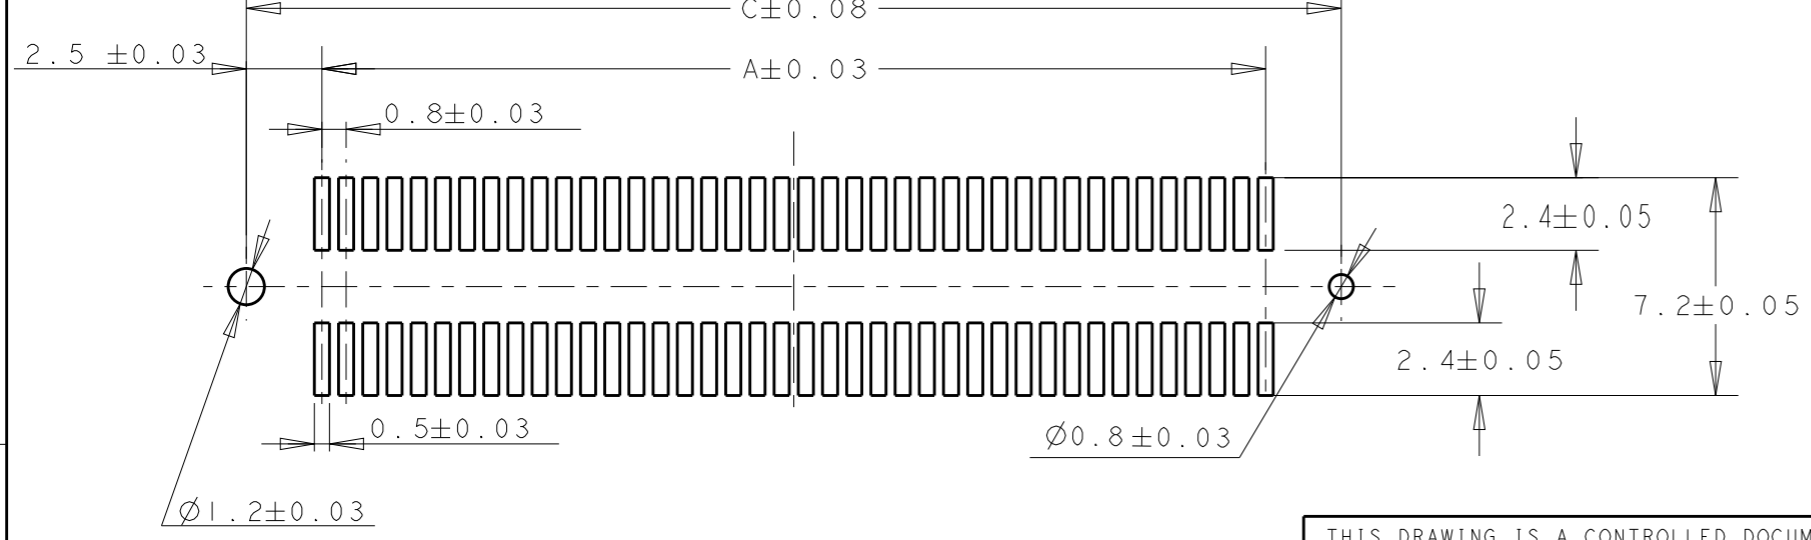 C±0.08
2.5 ±0.03
A±0.03
0.8±0.03
2.4±0.05
7.2±0.05
2.4±0.05
0.5±0.03
Ø0.8±0.03
Ø1.2±0.03
THIS DRAWING IS A CONTROLLED DOCUM